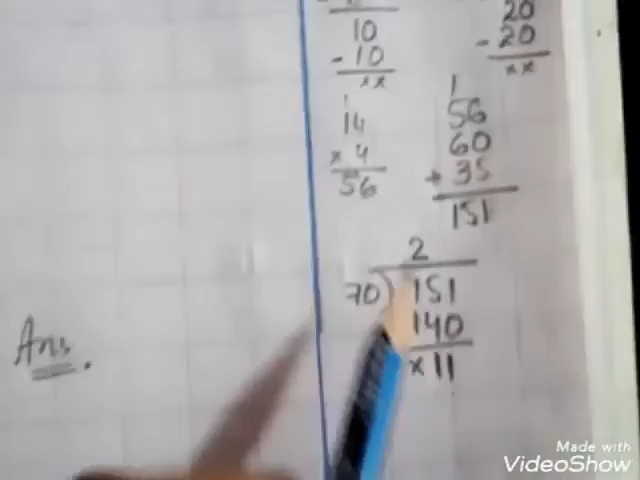 10
- 10
xx
1
14
x 4
56
20
- 20
xx
1
56
60
+ 35
151
2
70) 151
140
x 11
Ans.
Made with
VideoShow